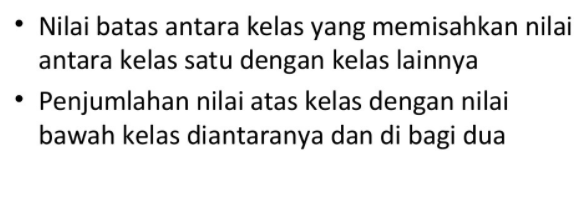 • Nilai batas antara kelas yang memisahkan nilai
antara kelas satu dengan kelas lainnya
• Penjumlahan nilai atas kelas dengan nilai
bawah kelas diantaranya dan di bagi dua